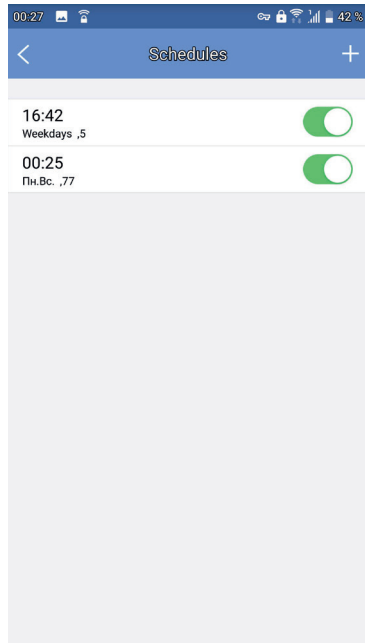 00:27 42 %
Schedules
16:42
Weekdays ,5
00:25
Пн.Вс. ,77